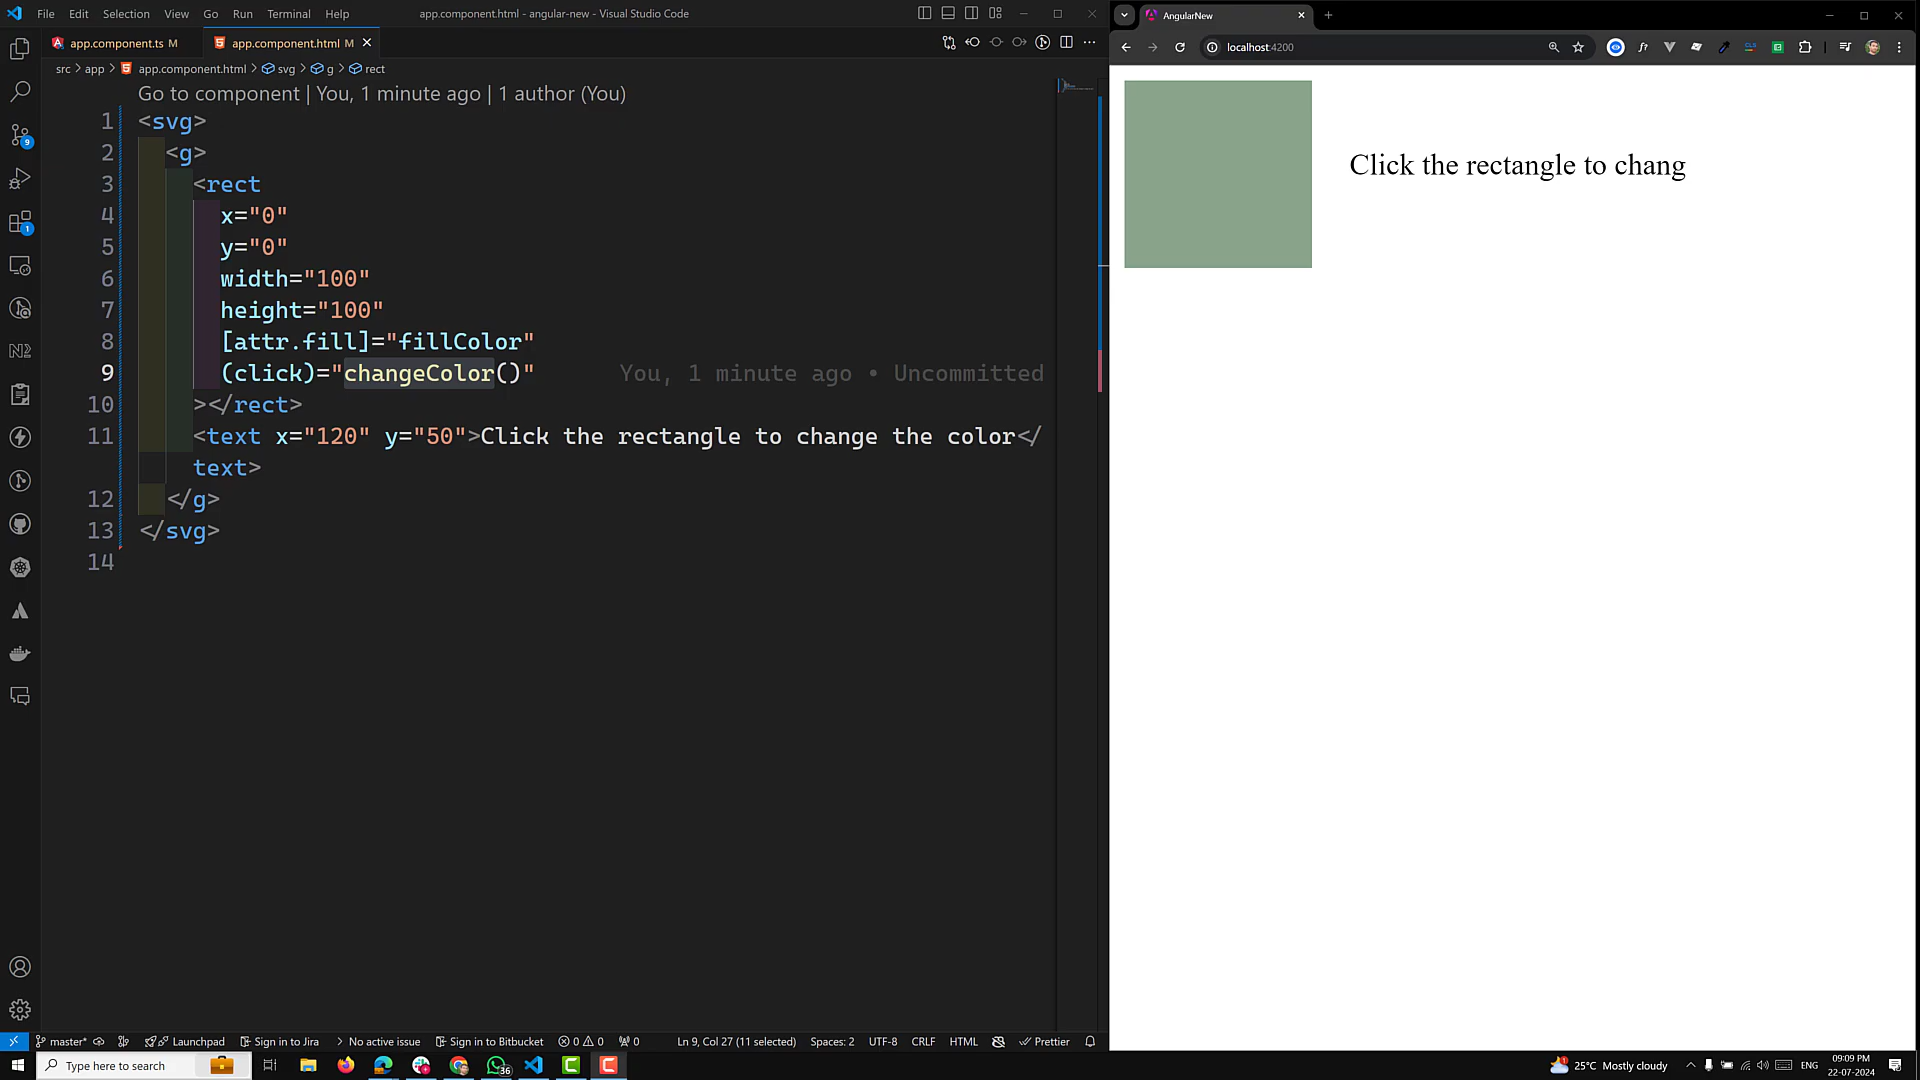 File Edit Selection View Go Run Terminal Help
app.component.html - angular-new - Visual Studio Code
app.component.ts M
app.component.html M
src > app > app.component.html > svg > g > rect
Go to component | You, 1 minute ago | 1 author (You)
1 <svg>
2 <g>
3 <rect
4 x="0"
5 y="0"
6 width="100"
7 height="100"
8 [attr.fill]="fillColor"
9 (click)="changeColor()" You, 1 minute ago • Uncommitted
10 ></rect>
11 <text x="120" y="50">Click the rectangle to change the color</
text>
12 </g>
13 </svg>
14
9
1
master*
Launchpad
Sign in to Jira
No active issue
Sign in to Bitbucket
0 0
0
Ln 9, Col 27 (11 selected)
Spaces: 2
UTF-8
CRLF
HTML
Prettier
AngularNew
localhost:4200
Click the rectangle to chang
Type here to search
36
25°C Mostly cloudy
ENG
09:09 PM
22-07-2024